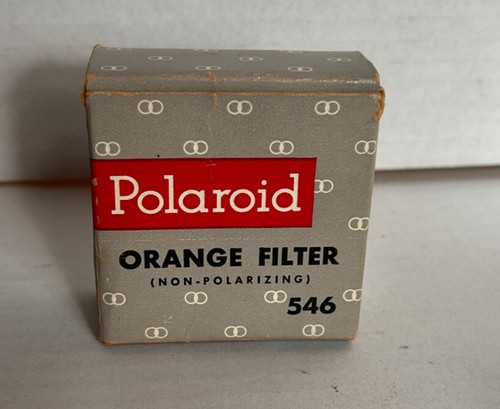 Polaroid
ORANGE FILTER
(NON-POLARIZING)
546